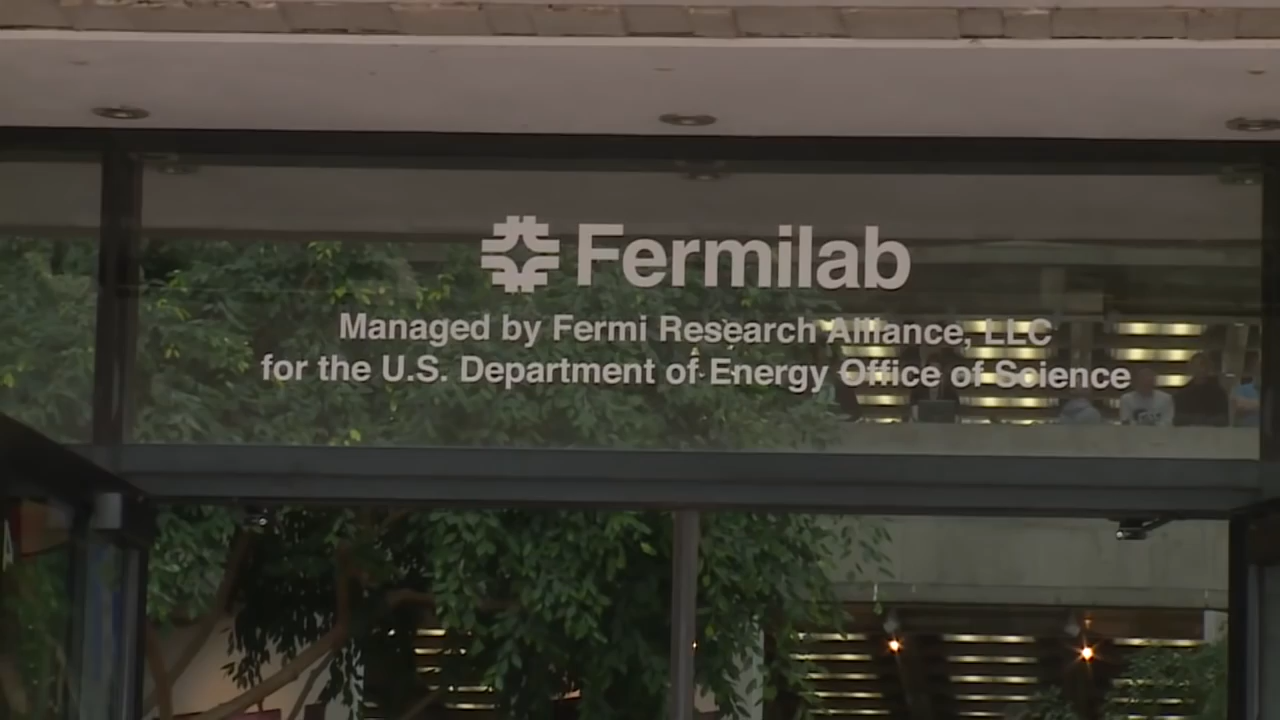 Fermilab
Managed by Fermi Research Alliance, LLC
for the U.S. Department of Energy Office of Science